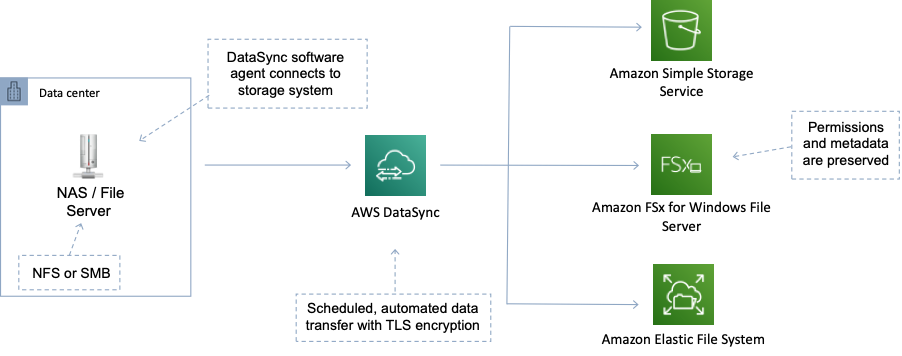 DataSync software
agent connects to
storage system
Data center
NAS / File
Server
NFS or SMB
AWS DataSync
Scheduled, automated data
transfer with TLS encryption
Amazon Simple Storage
Service
FSx
Amazon FSx for Windows File
Server
Permissions
and metadata
are preserved
Amazon Elastic File System